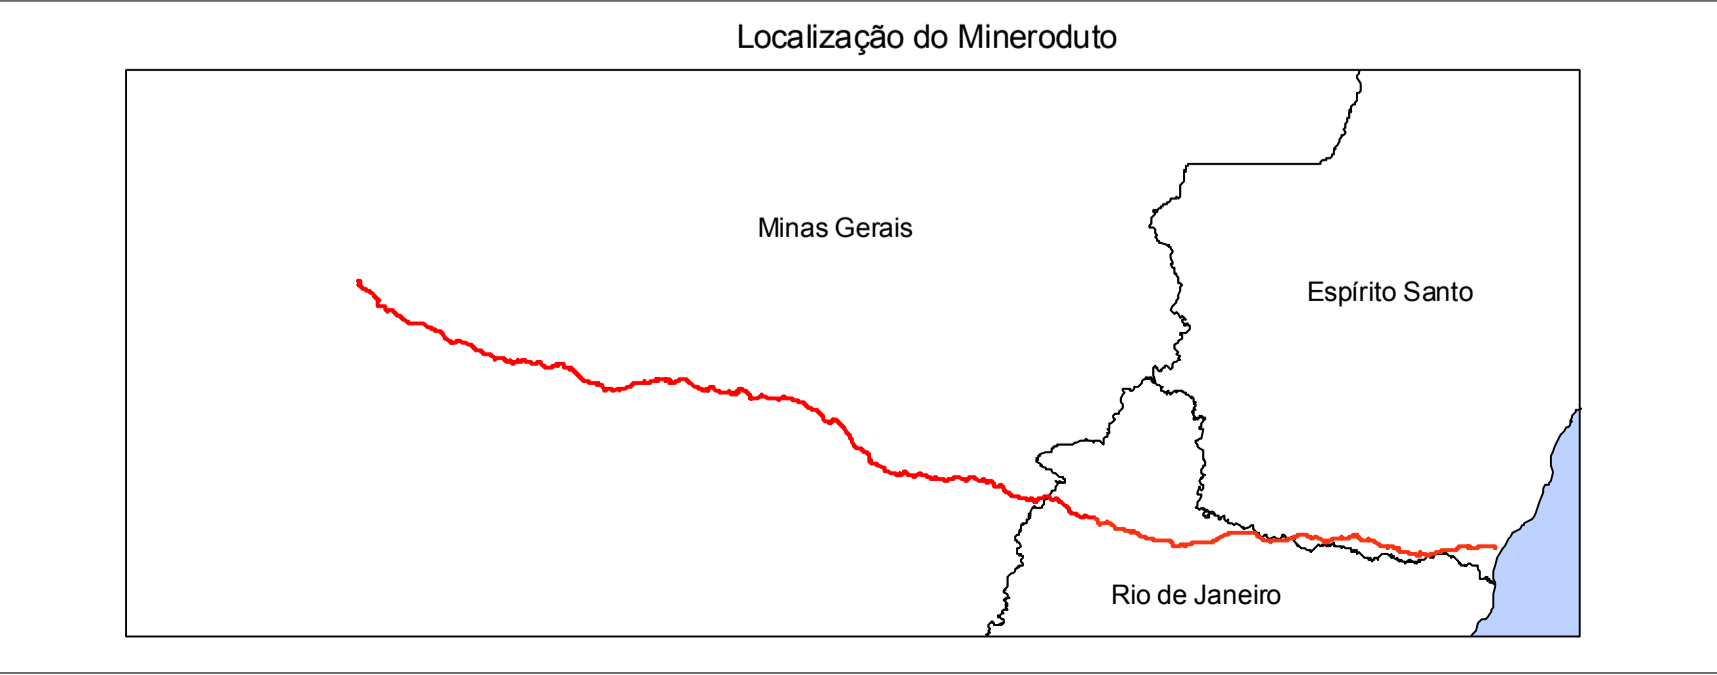 Localização do Mineroduto
Minas Gerais
Espírito Santo
Rio de Janeiro